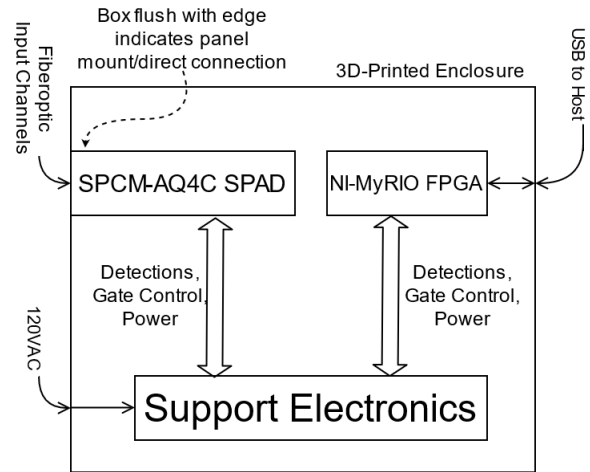 Box flush with edge
indicates panel
mount/direct connection
Fiberoptic
Input Channels
3D-Printed Enclosure
USB to Host
SPCM-AQ4C SPAD
NI-MyRIO FPGA
Detections,
Gate Control,
Power
Detections,
Gate Control,
Power
120VAC
Support Electronics